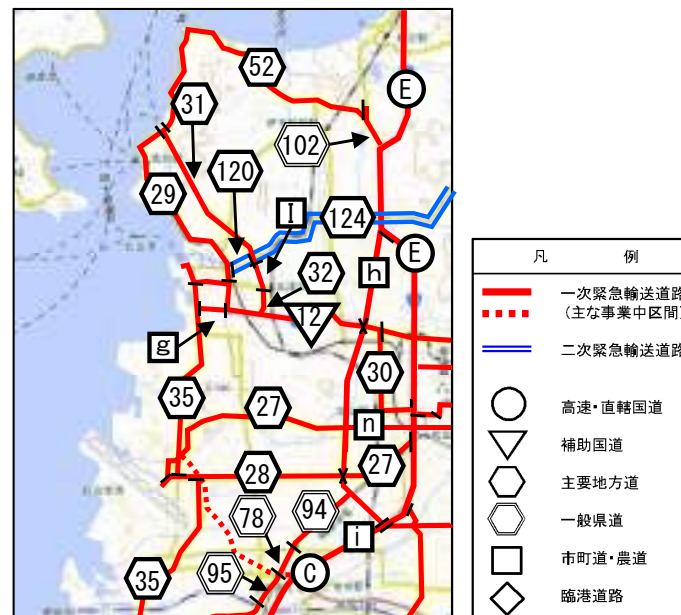 52
E
31
102
120
29
I
124
E
32
h
12
g
30
35
27
n
28
27
94
78
i
95
C
35
凡 例
一次緊急輸送道路
(主な事業中区間)
二次緊急輸送道路
高速・直轄国道
補助国道
主要地方道
一般県道
市町道・農道
臨港道路